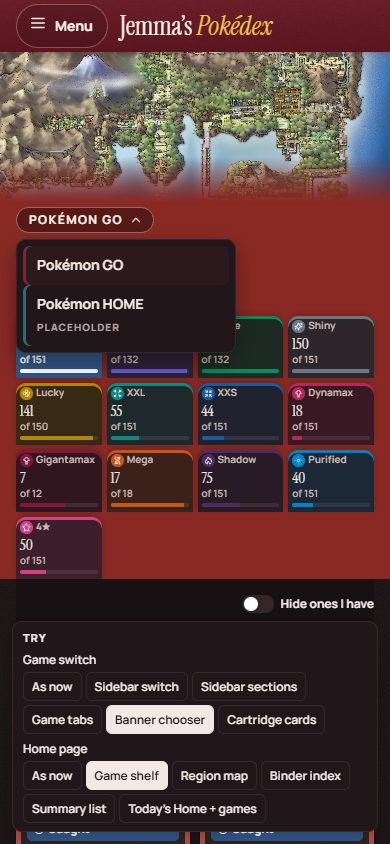 Menu
Jemma's Pokédex
POKÉMON GO
Pokémon GO
Pokémon HOME
PLACEHOLDER
e
Shiny
150
of 151
of 132
of 132
of 151
Lucky
141
of 150
XXL
55
of 151
XXS
44
of 151
Dynamax
18
of 151
Gigantamax
7
of 12
Mega
17
of 18
Shadow
75
of 151
Purified
40
of 151
4★
50
of 151
Hide ones I have
TRY
Game switch
As now
Sidebar switch
Sidebar sections
Game tabs
Banner chooser
Cartridge cards
Home page
As now
Game shelf
Region map
Binder index
Summary list
Today's Home + games